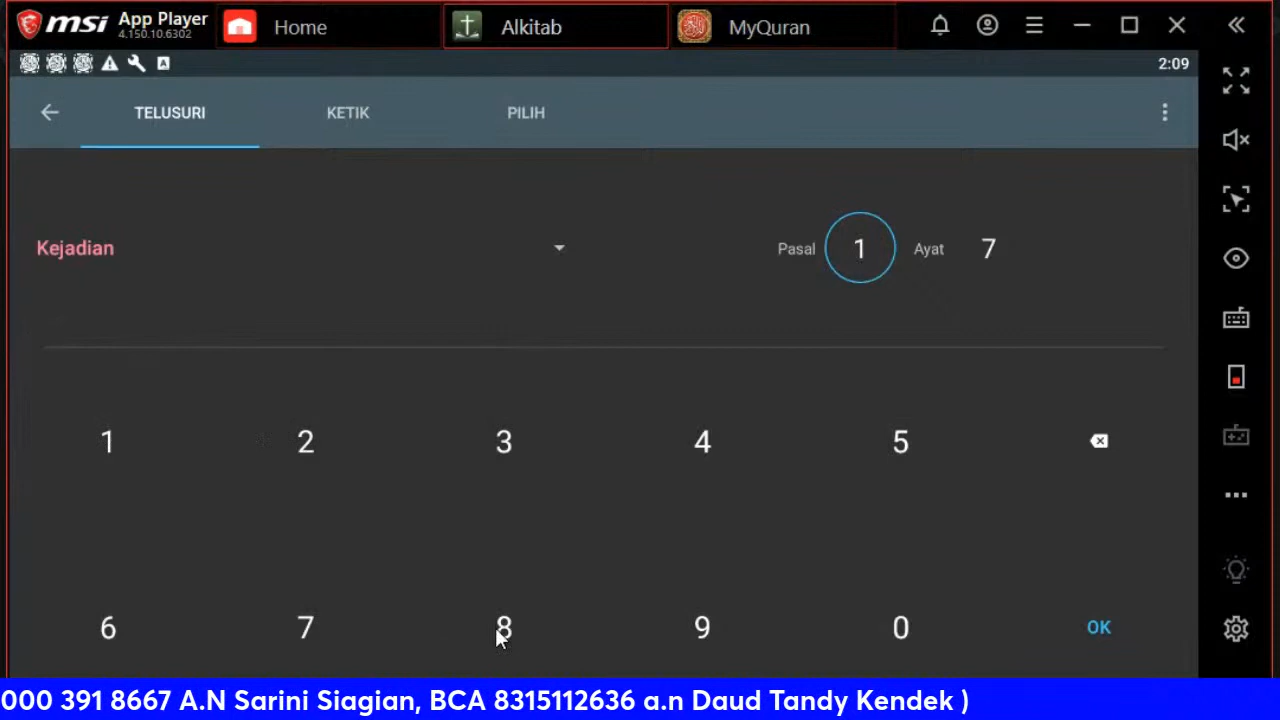 msi App Player
4.150.10.6302
Home
Alkitab
MyQuran
2:09
TELUSURI
KETIK
PILIH
Kejadian
Pasal 1 Ayat 7
1 2 3 4 5
6 7 8 9 0 OK
000 391 8667 A.N Sarini Siagian, BCA 8315112636 a.n Daud Tandy Kendek )